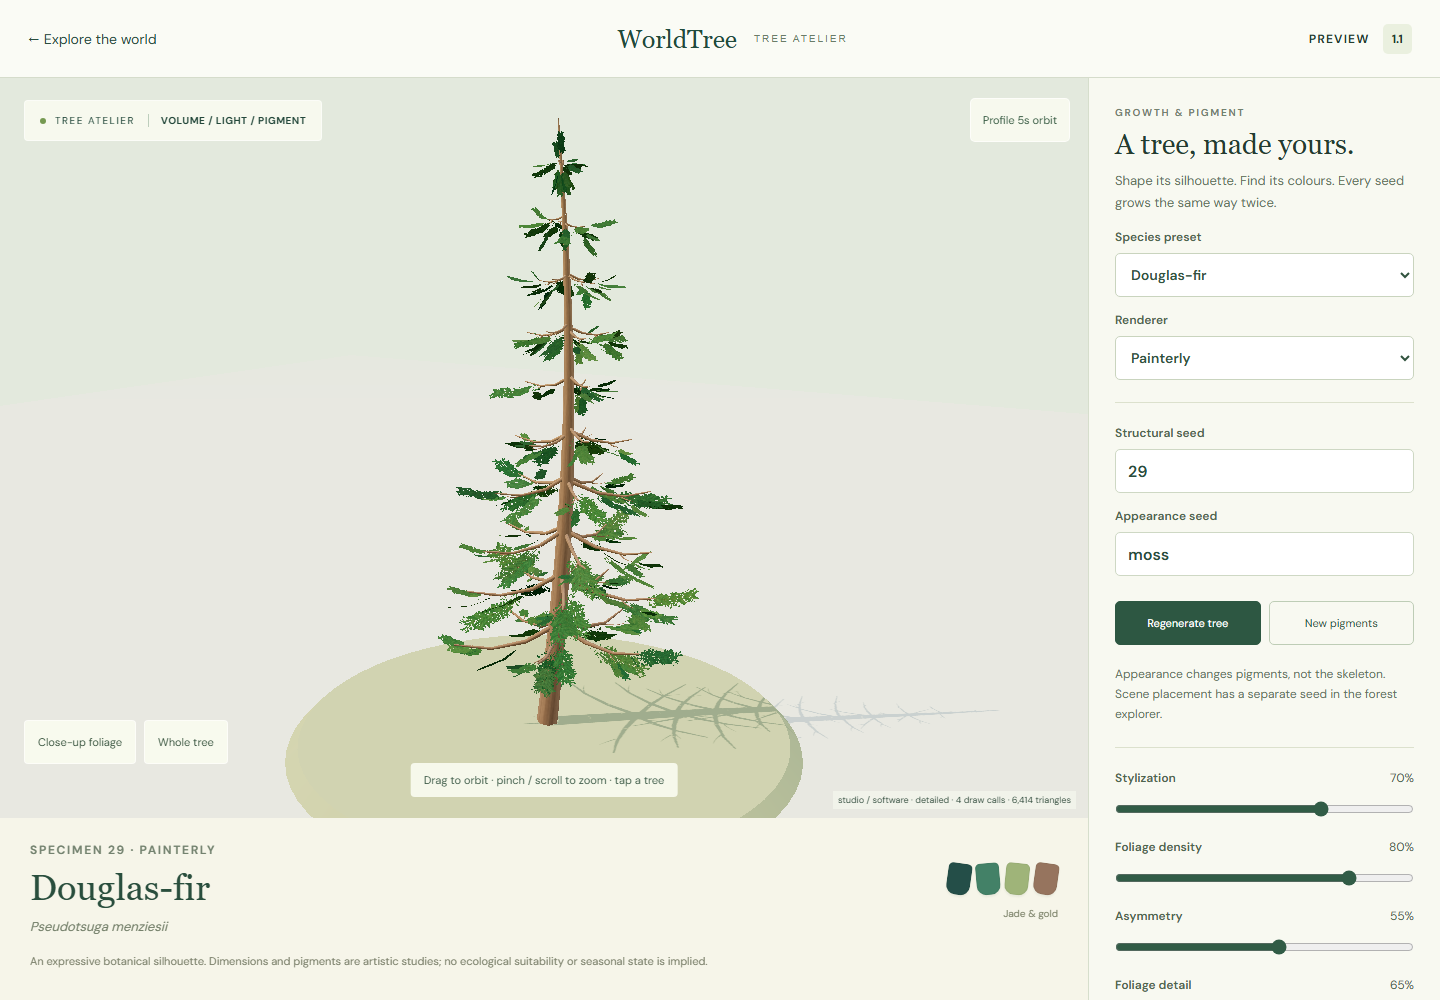 ← Explore the world
WorldTree TREE ATELIER
PREVIEW 1.1
TREE ATELIER VOLUME / LIGHT / PIGMENT
Profile 5s orbit
Close-up foliage
Whole tree
Drag to orbit · pinch / scroll to zoom · tap a tree
studio / software · detailed · 4 draw calls · 6,414 triangles
SPECIMEN 29 · PAINTERLY
Douglas-fir
Pseudotsuga menziesii
An expressive botanical silhouette. Dimensions and pigments are artistic studies; no ecological suitability or seasonal state is implied.
Jade & gold
GROWTH & PIGMENT
A tree, made yours.
Shape its silhouette. Find its colours. Every seed
grows the same way twice.
Species preset
Douglas-fir
Renderer
Painterly
Structural seed
29
Appearance seed
moss
Regenerate tree
New pigments
Appearance changes pigments, not the skeleton.
Scene placement has a separate seed in the forest
explorer.
Stylization 70%
Foliage density 80%
Asymmetry 55%
Foliage detail 65%